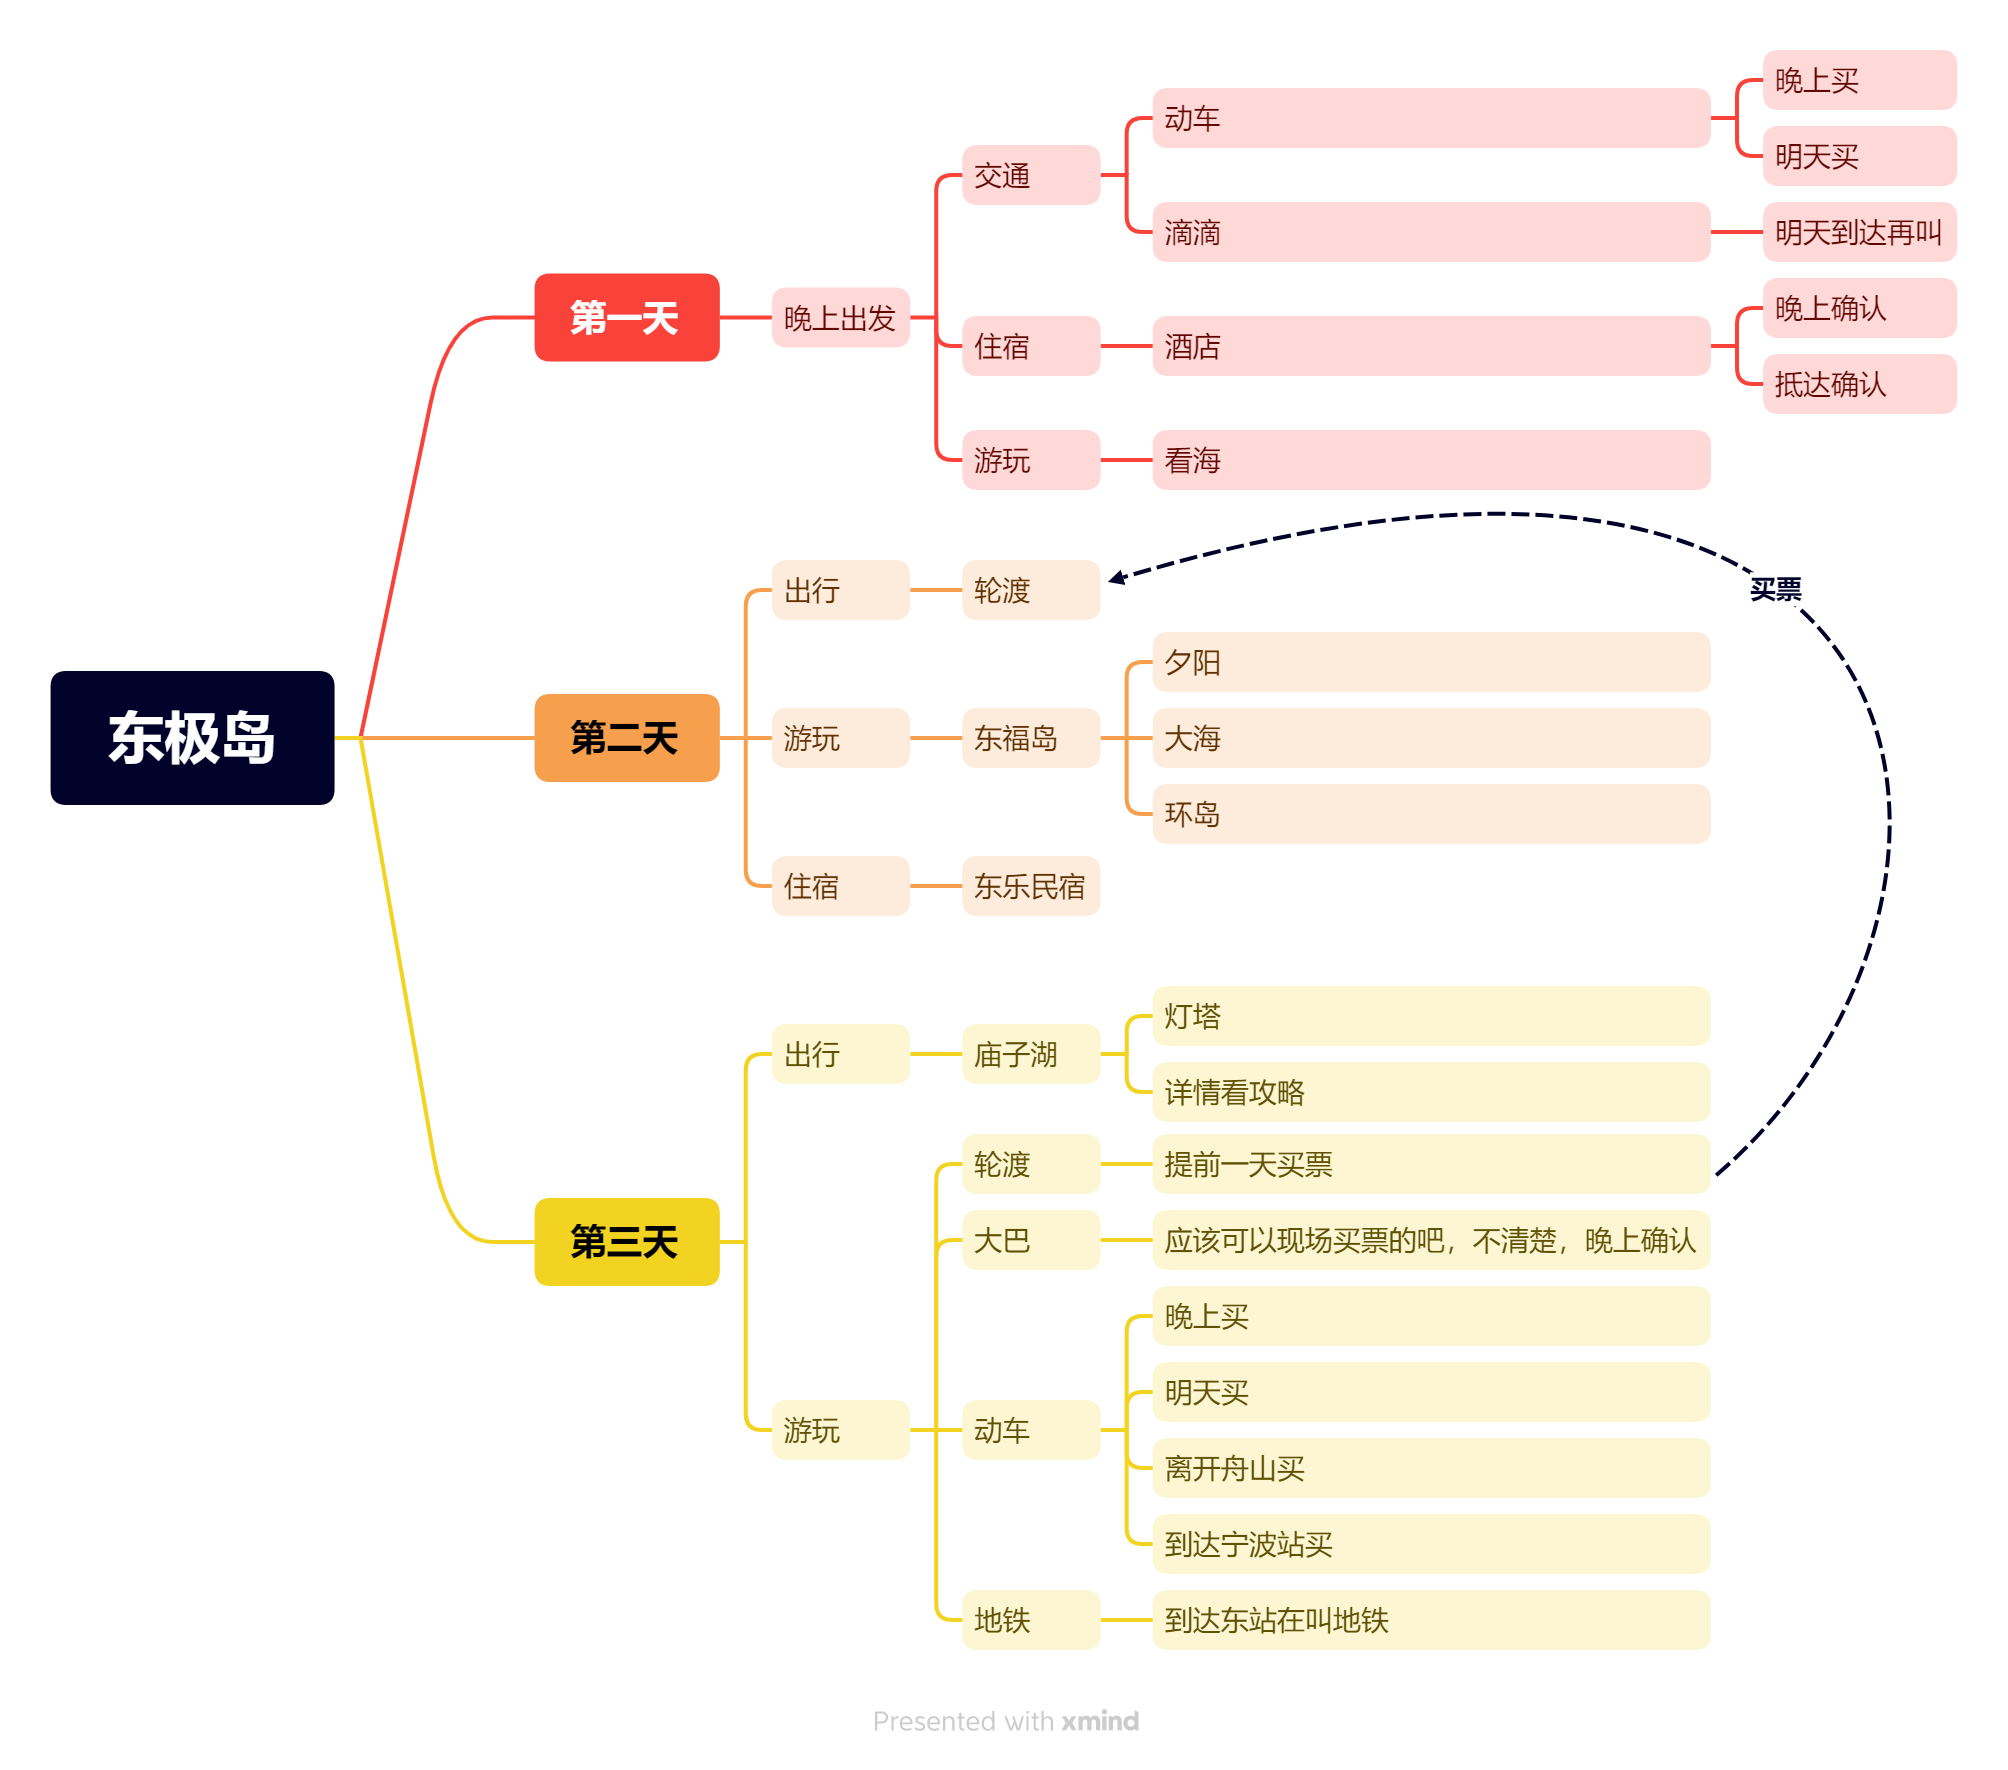 东极岛
第一天
晚上出发
交通
动车
晚上买
明天买
滴滴
明天到达再叫
住宿
酒店
晚上确认
抵达确认
游玩
看海
第二天
出行
轮渡
买票
游玩
东福岛
夕阳
大海
环岛
住宿
东乐民宿
第三天
出行
庙子湖
灯塔
详情看攻略
游玩
轮渡
提前一天买票
大巴
应该可以现场买票的吧，不清楚，晚上确认
动车
晚上买
明天买
离开舟山买
到达宁波站买
地铁
到达东站在叫地铁
Presented with xmind